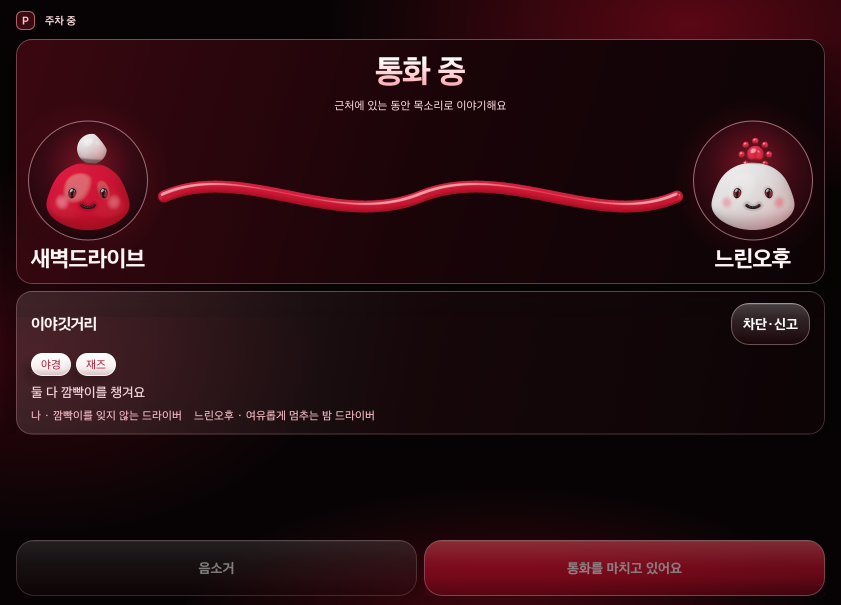 P 주차 중
통화 중
근처에 있는 동안 목소리로 이야기해요
새벽드라이브
느린오후
이야깃거리
차단·신고
야경 재즈
둘 다 깜빡이를 챙겨요
나 · 깜빡이를 잊지 않는 드라이버 느린오후 · 여유롭게 멈추는 밤 드라이버
음소거
통화를 마치고 있어요